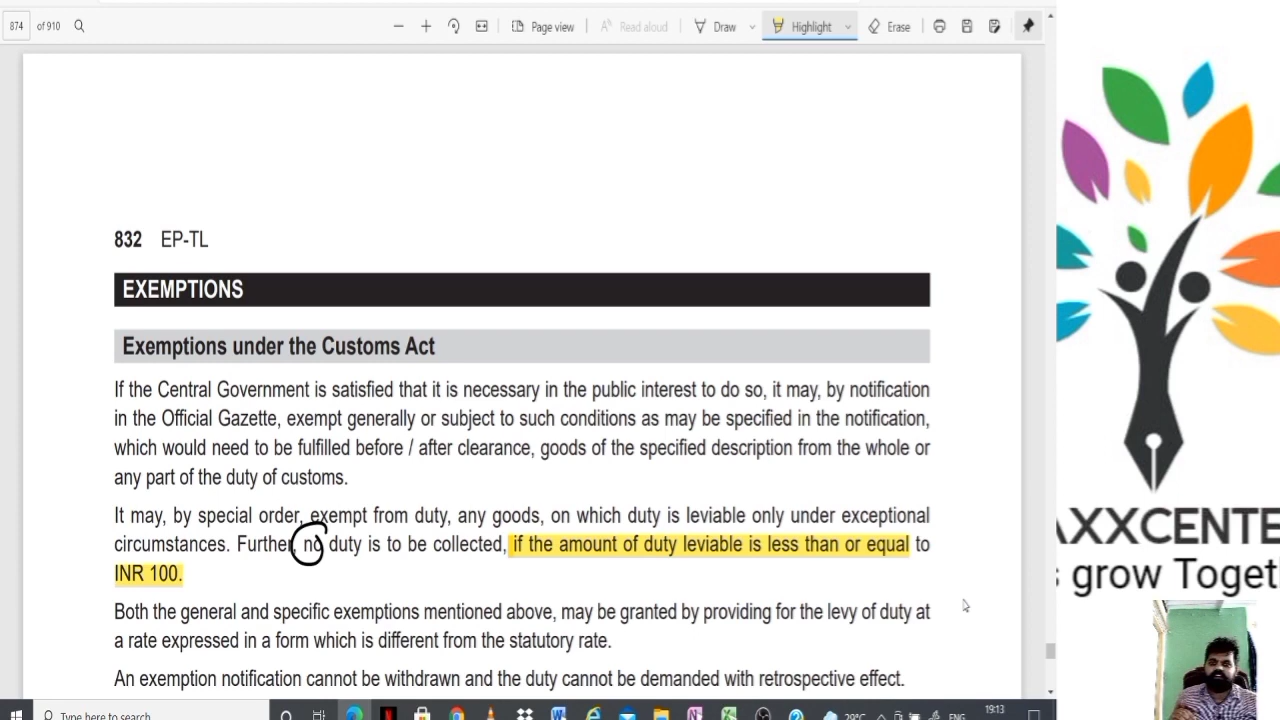 874 of 910
Page view
Read aloud
Draw
Highlight
Erase
832 EP-TL
EXEMPTIONS
Exemptions under the Customs Act
If the Central Government is satisfied that it is necessary in the public interest to do so, it may, by notification
in the Official Gazette, exempt generally or subject to such conditions as may be specified in the notification,
which would need to be fulfilled before / after clearance, goods of the specified description from the whole or
any part of the duty of customs.
It may, by special order, exempt from duty, any goods, on which duty is leviable only under exceptional
circumstances. Further, no duty is to be collected, if the amount of duty leviable is less than or equal to
INR 100.
Both the general and specific exemptions mentioned above, may be granted by providing for the levy of duty at
a rate expressed in a form which is different from the statutory rate.
An exemption notification cannot be withdrawn and the duty cannot be demanded with retrospective effect.
AXXCENTE
s grow Togeth
Type here to search
29°C
ENG
19:13